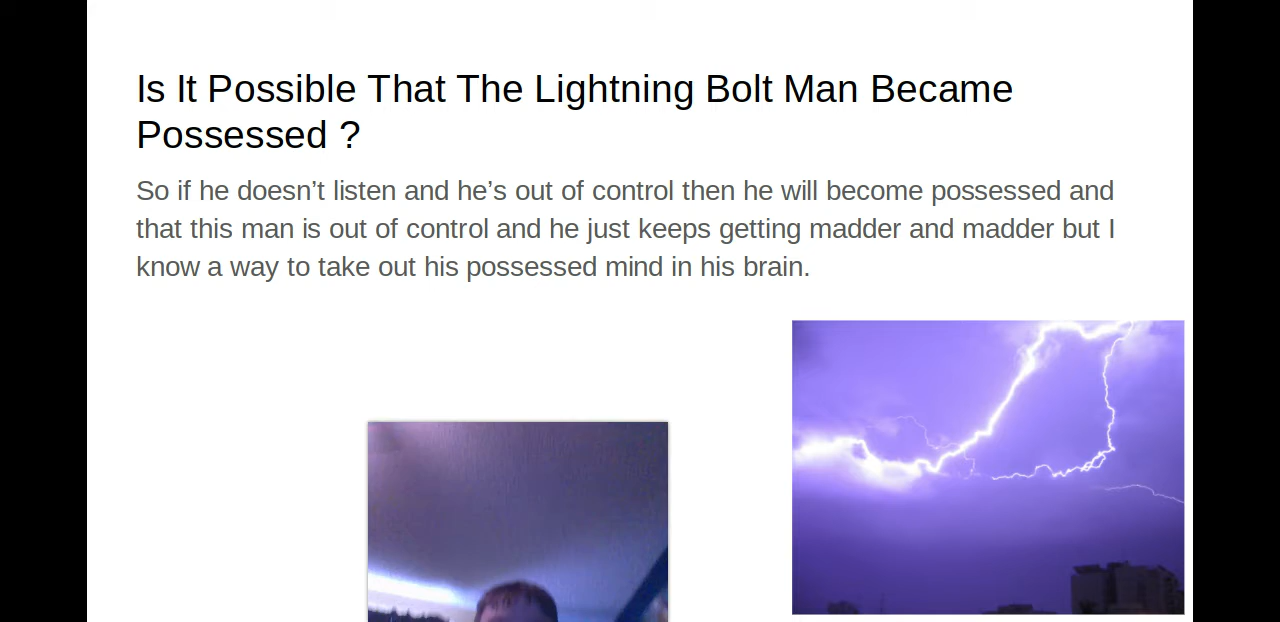 Is It Possible That The Lightning Bolt Man Became
Possessed ?
So if he doesn’t listen and he’s out of control then he will become possessed and
that this man is out of control and he just keeps getting madder and madder but I
know a way to take out his possessed mind in his brain.